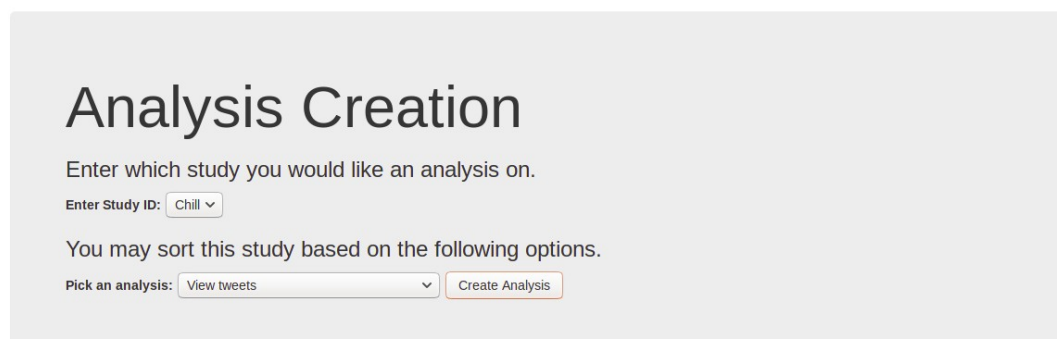 Analysis Creation
Enter which study you would like an analysis on.
Enter Study ID: Chill
You may sort this study based on the following options.
Pick an analysis: View tweets Create Analysis